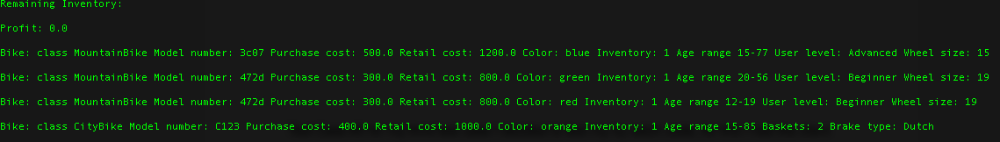 Remaining Inventory:
Profit: 0.0
Bike: class MountainBike Model number: 3c07 Purchase cost: 500.0 Retail cost: 1200.0 Color: blue Inventory: 1 Age range 15-77 User level: Advanced Wheel size: 15
Bike: class MountainBike Model number: 472d Purchase cost: 300.0 Retail cost: 800.0 Color: green Inventory: 1 Age range 20-56 User level: Beginner Wheel size: 19
Bike: class MountainBike Model number: 472d Purchase cost: 300.0 Retail cost: 800.0 Color: red Inventory: 1 Age range 12-19 User level: Beginner Wheel size: 19
Bike: class CityBike Model number: C123 Purchase cost: 400.0 Retail cost: 1000.0 Color: orange Inventory: 1 Age range 15-85 Baskets: 2 Brake type: Dutch